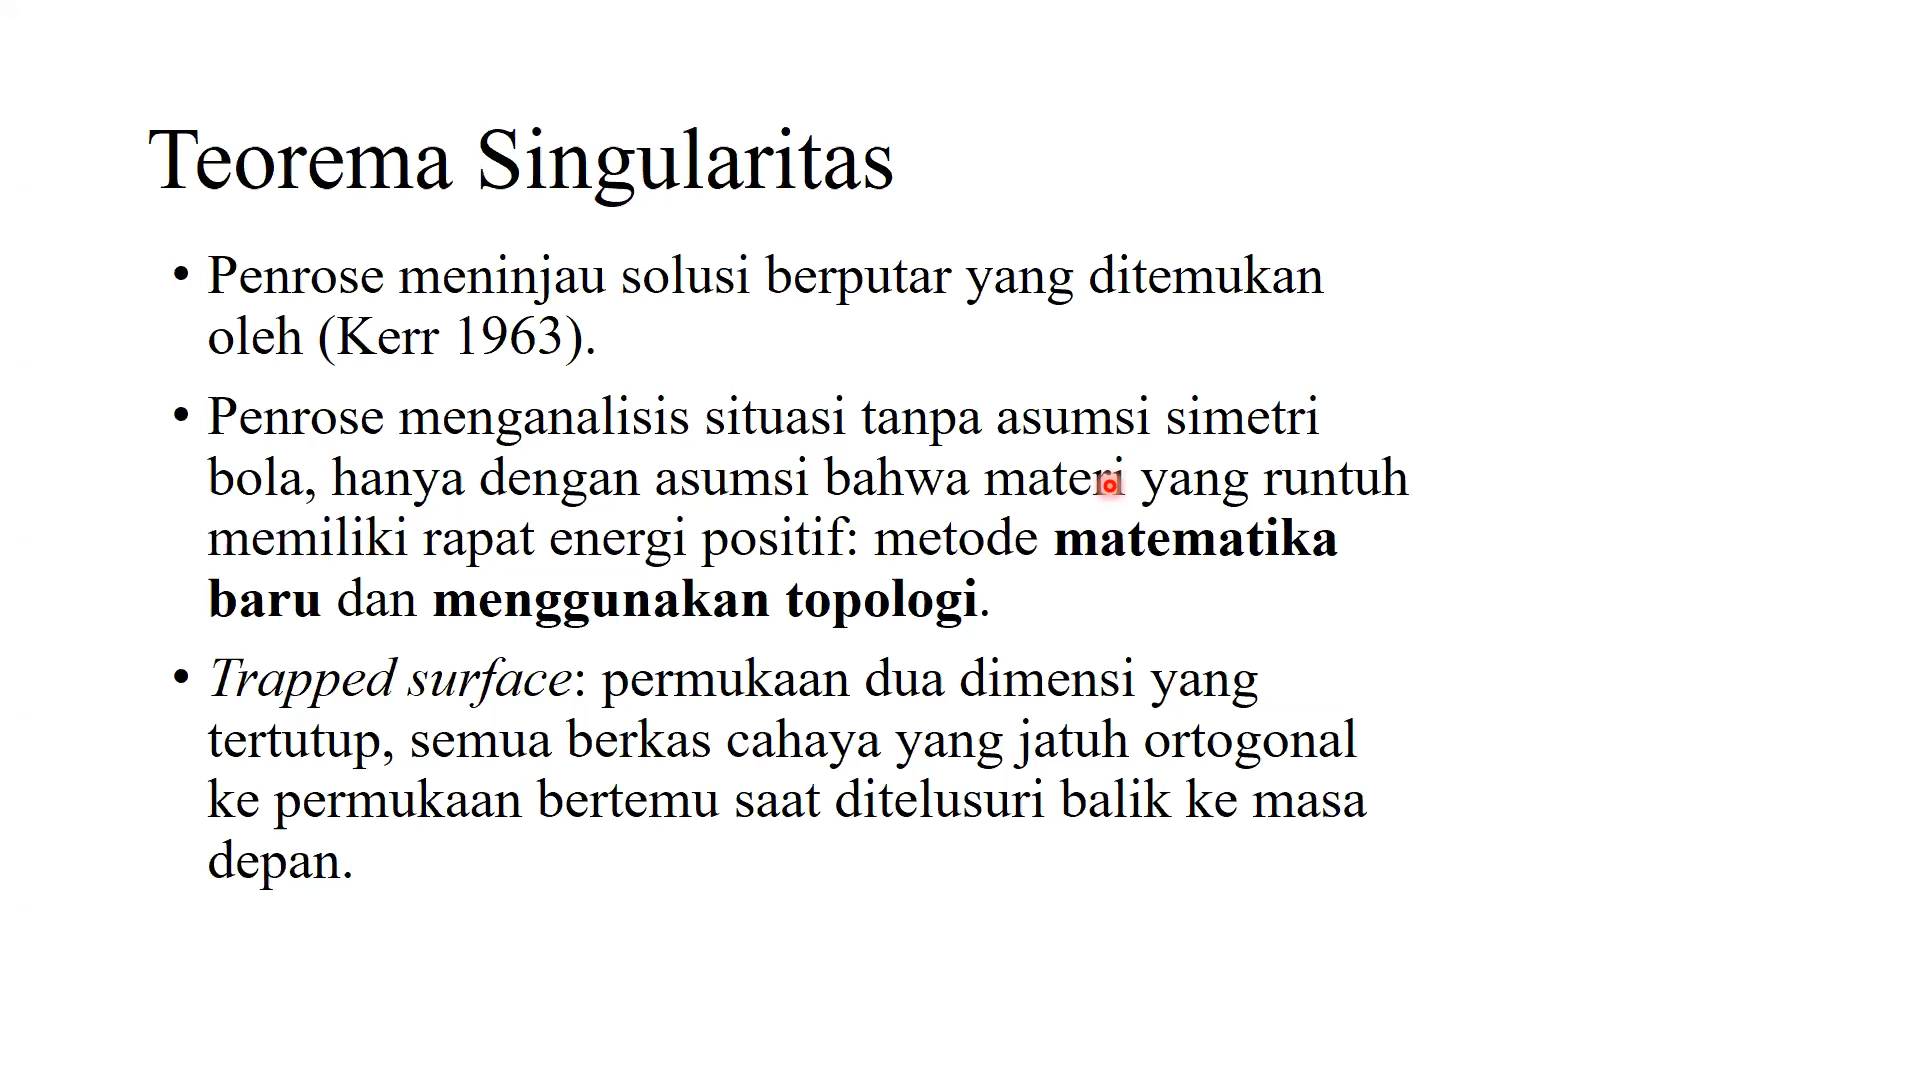 Teorema Singularitas
• Penrose meninjau solusi berputar yang ditemukan
oleh (Kerr 1963).
• Penrose menganalisis situasi tanpa asumsi simetri
bola, hanya dengan asumsi bahwa materi yang runtuh
memiliki rapat energi positif: metode matematika
baru dan menggunakan topologi.
• Trapped surface: permukaan dua dimensi yang
tertutup, semua berkas cahaya yang jatuh ortogonal
ke permukaan bertemu saat ditelusuri balik ke masa
depan.